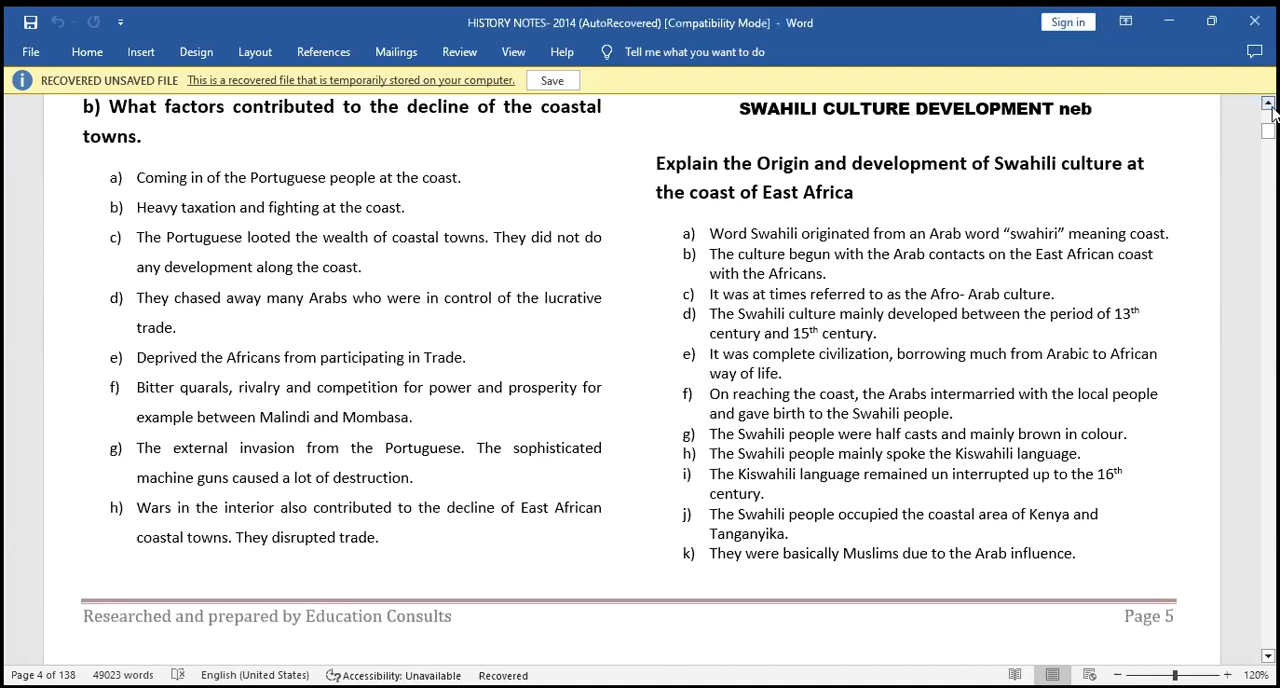 HISTORY NOTES- 2014 (AutoRecovered) [Compatibility Mode] - Word
Sign in
File Home Insert Design Layout References Mailings Review View Help Tell me what you want to do
RECOVERED UNSAVED FILE This is a recovered file that is temporarily stored on your computer. Save
b) What factors contributed to the decline of the coastal
towns.
a) Coming in of the Portuguese people at the coast.
b) Heavy taxation and fighting at the coast.
c) The Portuguese looted the wealth of coastal towns. They did not do
any development along the coast.
d) They chased away many Arabs who were in control of the lucrative
trade.
e) Deprived the Africans from participating in Trade.
f) Bitter quarals, rivalry and competition for power and prosperity for
example between Malindi and Mombasa.
g) The external invasion from the Portuguese. The sophisticated
machine guns caused a lot of destruction.
h) Wars in the interior also contributed to the decline of East African
coastal towns. They disrupted trade.
SWAHILI CULTURE DEVELOPMENT neb
Explain the Origin and development of Swahili culture at
the coast of East Africa
a) Word Swahili originated from an Arab word “swahiri” meaning coast.
b) The culture begun with the Arab contacts on the East African coast
with the Africans.
c) It was at times referred to as the Afro- Arab culture.
d) The Swahili culture mainly developed between the period of 13th
century and 15th century.
e) It was complete civilization, borrowing much from Arabic to African
way of life.
f) On reaching the coast, the Arabs intermarried with the local people
and gave birth to the Swahili people.
g) The Swahili people were half casts and mainly brown in colour.
h) The Swahili people mainly spoke the Kiswahili language.
i) The Kiswahili language remained un interrupted up to the 16th
century.
j) The Swahili people occupied the coastal area of Kenya and
Tanganyika.
k) They were basically Muslims due to the Arab influence.
Researched and prepared by Education Consults Page 5
Page 4 of 138 49023 words English (United States) Accessibility: Unavailable Recovered 120%